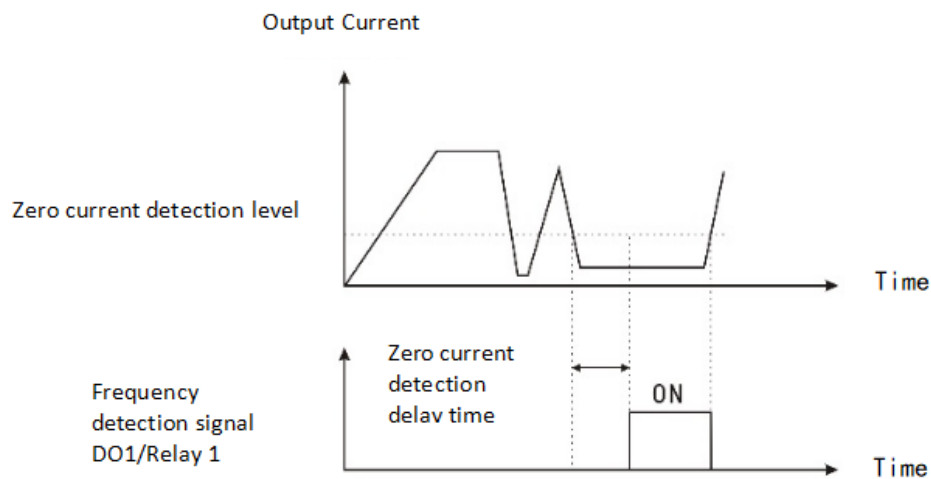 Output Current
Zero current detection level
Time
Zero current
detection
delav time
ON
Frequency
detection signal
DO1/Relay 1
Time